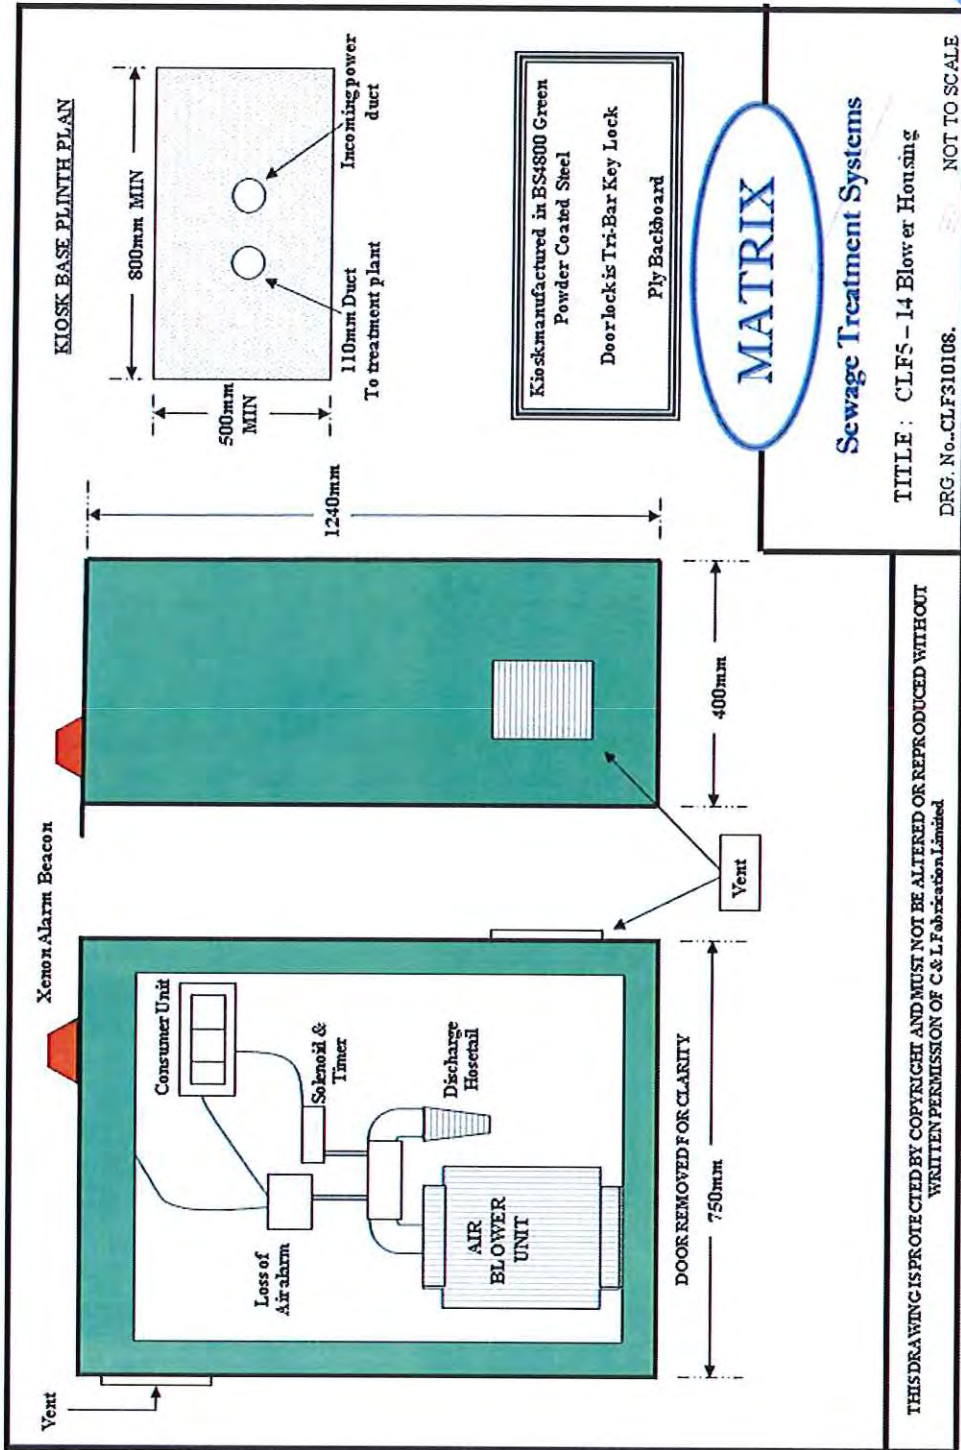 Xenon Alarm Beacon
Vent
Consumer Unit
Solenoid &
Timer
Loss of
Air alarm
Discharge
Hosetail
AIR
BLOWER
UNIT
DOOR REMOVED FOR CLARITY
750mm
Vent
400mm
1240mm
KIOSK BASE PLINTH PLAN
800mm MIN
500mm
MIN
110mm Duct
To treatment plant
Incoming power
duct
Kiosk manufactured in BS4800 Green
Powder Coated Steel
Door lock is Tri-Bar Key Lock
Ply Backboard
MATRIX
Sewage Treatment Systems
TITLE : CLF5 – 14 Blower Housing
DRG. No..CLF310108. NOT TO SCALE
THIS DRAWING IS PROTECTED BY COPYRIGHT AND MUST NOT BE ALTERED OR REPRODUCED WITHOUT
WRITTEN PERMISSION OF C & L Fabrication Limited